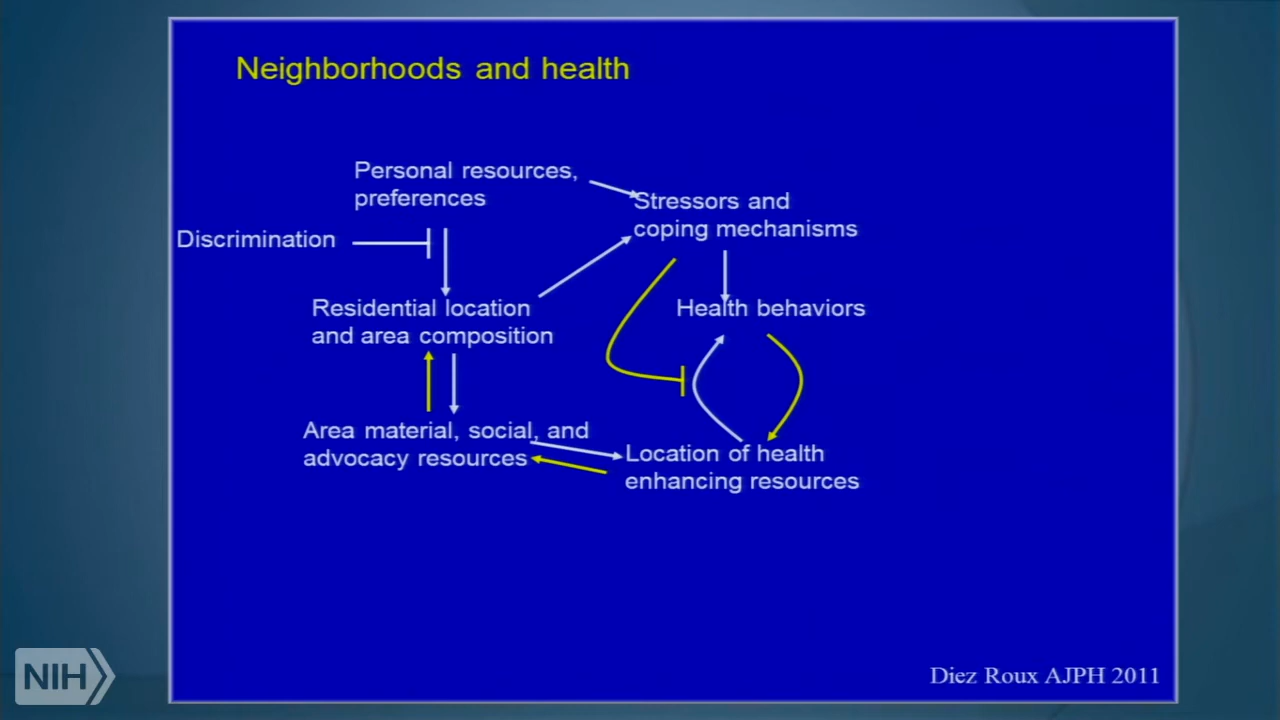 Neighborhoods and health
Personal resources,
preferences
Stressors and
coping mechanisms
Discrimination
Residential location
and area composition
Health behaviors
Area material, social, and
advocacy resources
Location of health
enhancing resources
NIH
Diez Roux AJPH 2011